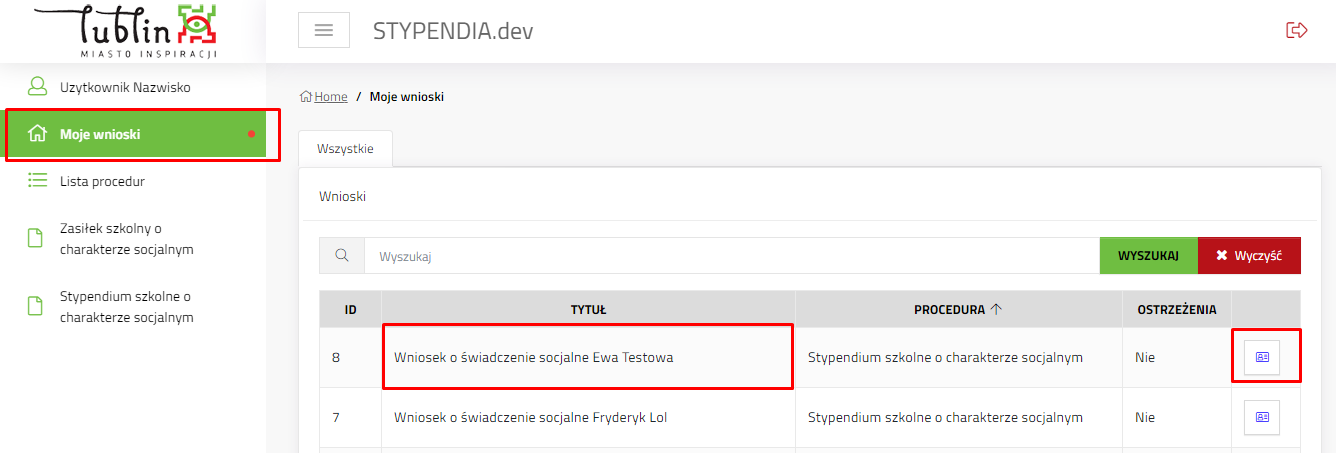 Lublin
MIASTO INSPIRACJI
STYPENDIA.dev
Uzytkownik Nazwisko
Moje wnioski
Lista procedur
Zasiłek szkolny o
charakterze socjalnym
Stypendium szkolne o
charakterze socjalnym
Home / Moje wnioski
Wszystkie
Wnioski
Wyszukaj WYSZUKAJ Wyczyść
ID TYTUŁ PROCEDURA OSTRZEŻENIA
8 Wniosek o świadczenie socjalne Ewa Testowa Stypendium szkolne o charakterze socjalnym Nie
7 Wniosek o świadczenie socjalne Fryderyk Lol Stypendium szkolne o charakterze socjalnym Nie